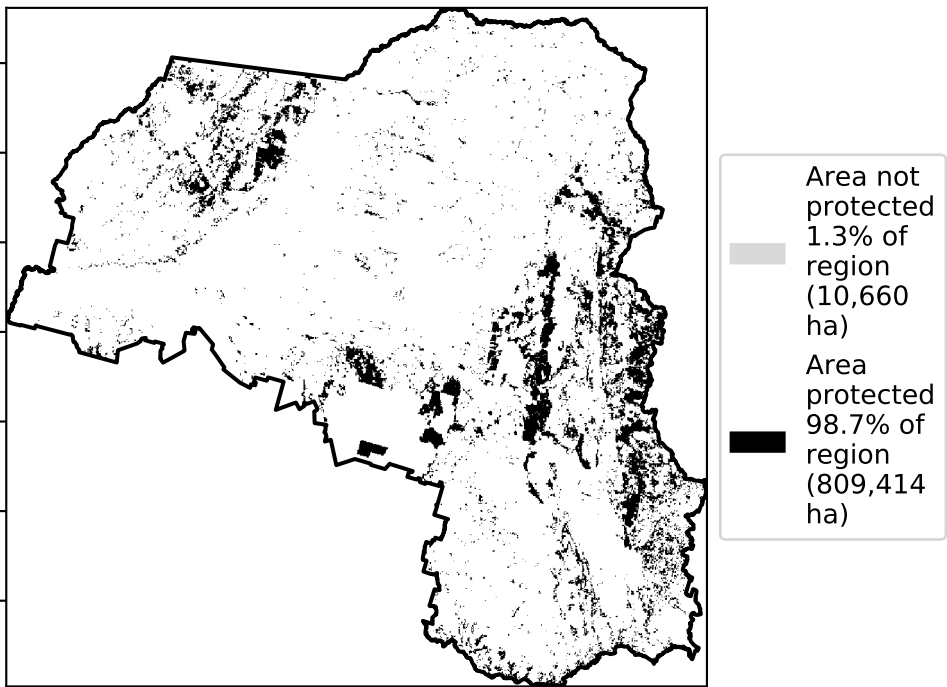 Area not
protected
1.3% of
region
(10,660
ha)
Area
protected
98.7% of
region
(809,414
ha)